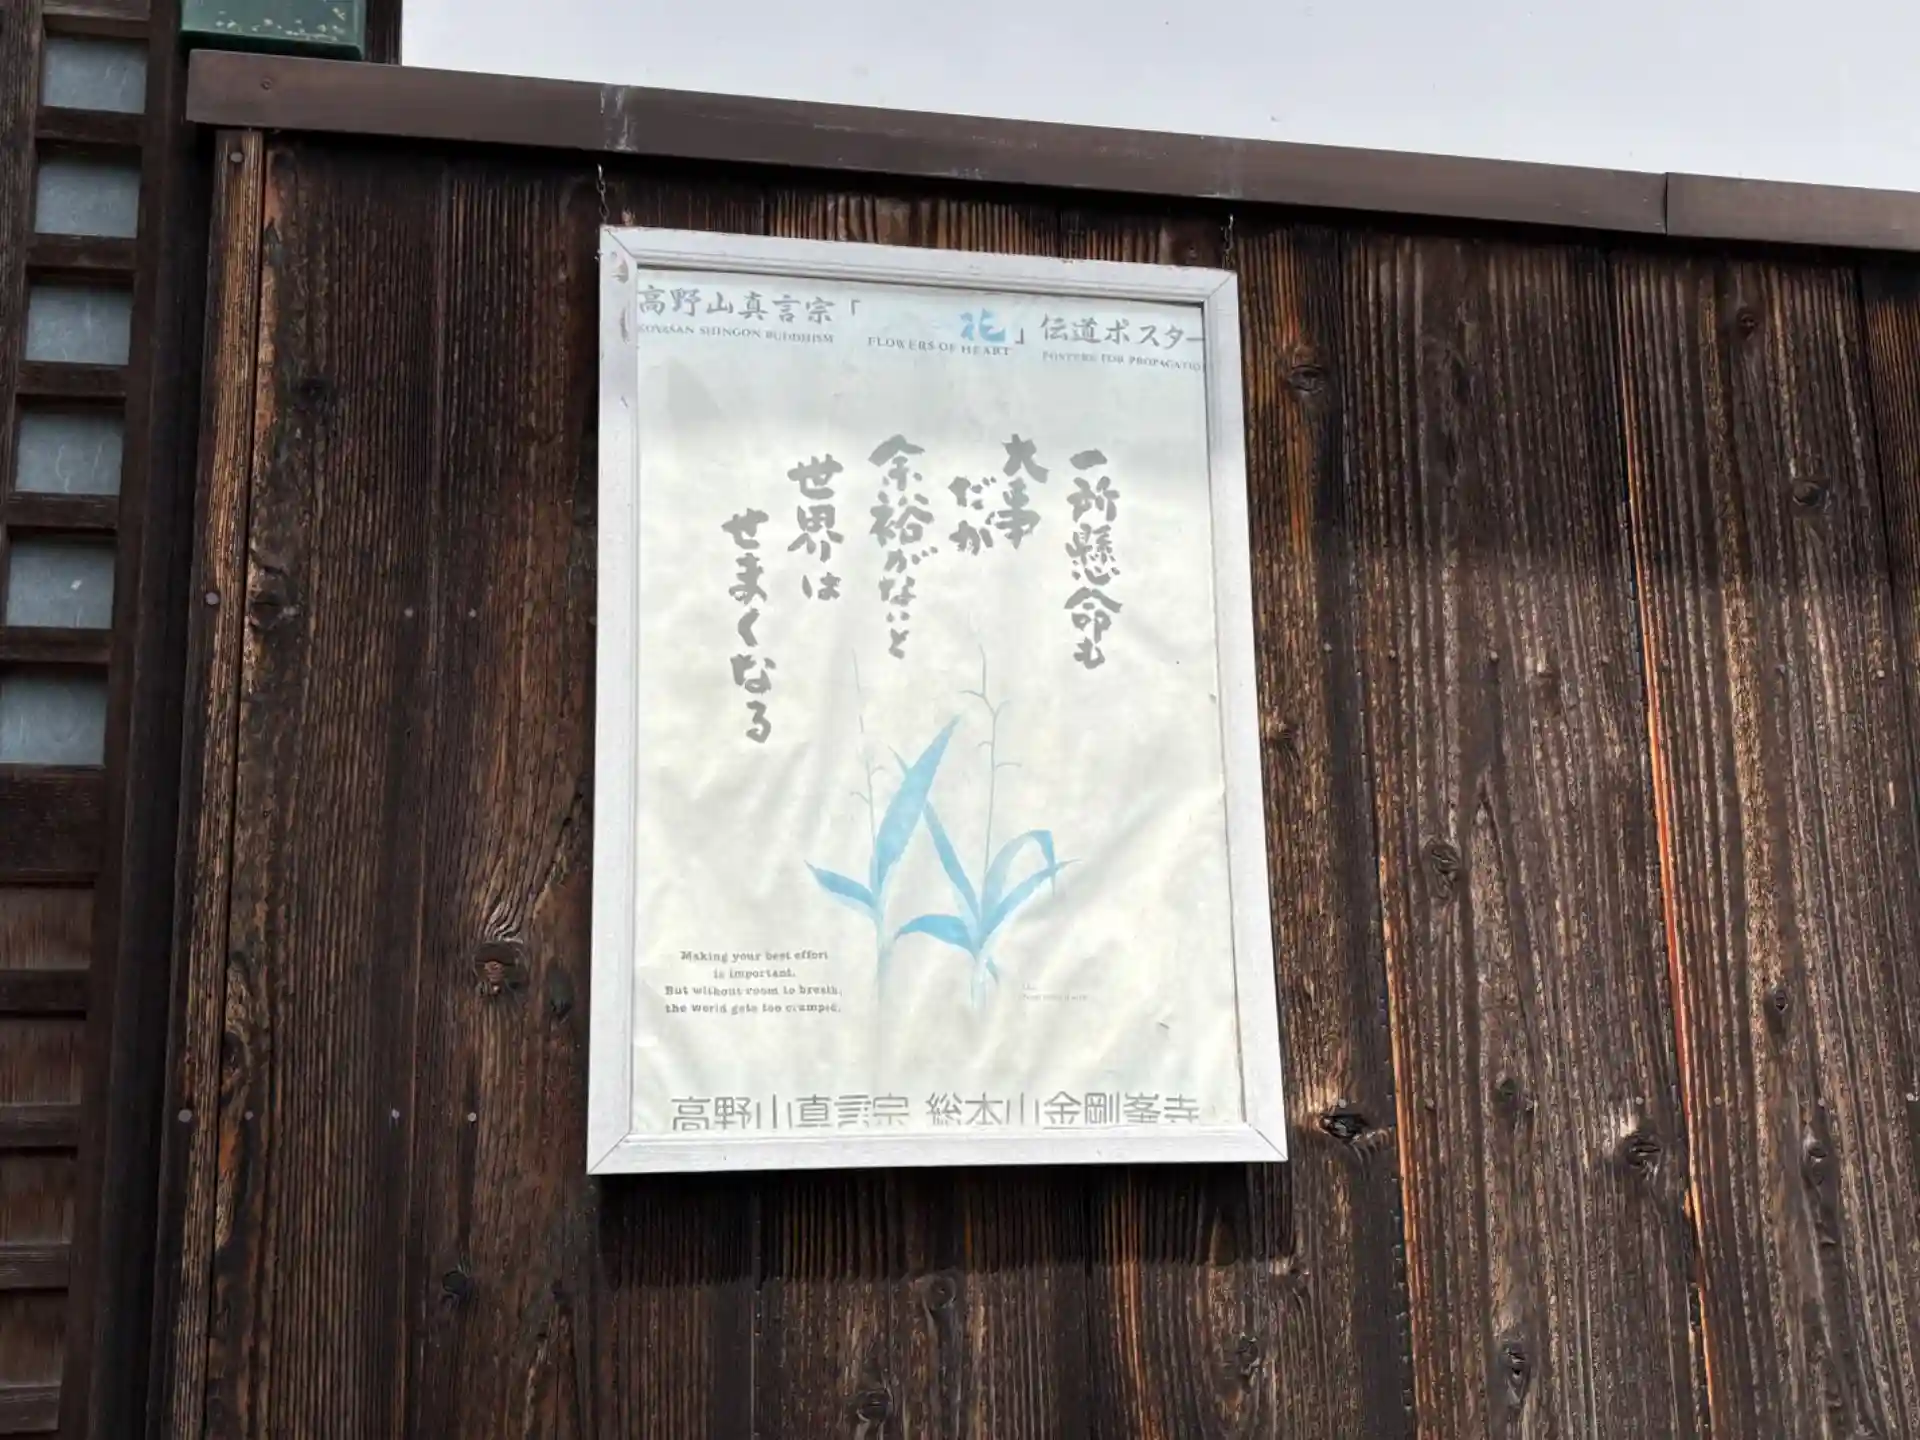 高野山真言宗「 花」伝道ポスター
KOYASAN SHINGON BUDDHISM FLOWERS OF HEART POSTERS FOR PROPAGATION
一所懸命も
大事
だが
余裕がないと
世界は
せまくなる
Making your best effort
is important.
But without room to breath,
the world gets too cramped.
高野山真言宗 総本山金剛峯寺